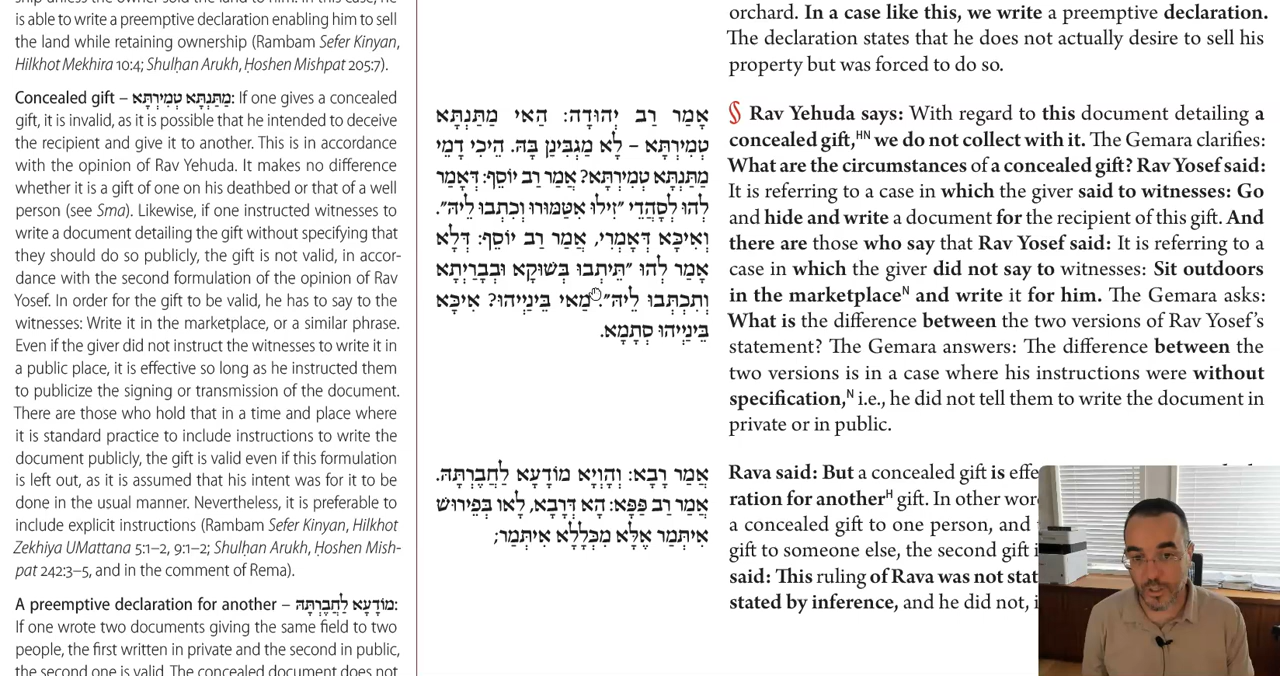 ship unless the owner sold the land to him. In this case, he
is able to write a preemptive declaration enabling him to sell
the land while retaining ownership (Rambam Sefer Kinyan,
Hilkhot Mekhira 10:4; Shulḥan Arukh, Ḥoshen Mishpat 205:7).
Concealed gift – מַתַּנְתָּא טְמִירְתָּא: If one gives a concealed
gift, it is invalid, as it is possible that he intended to deceive
the recipient and give it to another. This is in accordance
with the opinion of Rav Yehuda. It makes no difference
whether it is a gift of one on his deathbed or that of a well
person (see Sma). Likewise, if one instructed witnesses to
write a document detailing the gift without specifying that
they should do so publicly, the gift is not valid, in accor-
dance with the second formulation of the opinion of Rav
Yosef. In order for the gift to be valid, he has to say to the
witnesses: Write it in the marketplace, or a similar phrase.
Even if the giver did not instruct the witnesses to write it in
a public place, it is effective so long as he instructed them
to publicize the signing or transmission of the document.
There are those who hold that in a time and place where
it is standard practice to include instructions to write the
document publicly, the gift is valid even if this formulation
is left out, as it is assumed that his intent was for it to be
done in the usual manner. Nevertheless, it is preferable to
include explicit instructions (Rambam Sefer Kinyan, Hilkhot
Zekhiya UMattana 5:1–2, 9:1–2; Shulḥan Arukh, Ḥoshen Mish-
pat 242:3–5, and in the comment of Rema).
A preemptive declaration for another – מוֹדָעָא לַחֲבֶרְתָּהּ:
If one wrote two documents giving the same field to two
people, the first written in private and the second in public,
the second one is valid. The concealed document does not
אָמַר רַב יְהוּדָה: הַאי מַתַּנְתָּא
טְמִירְתָּא – לָא מַגְבֵּינַן בַּהּ. הֵיכִי דָמֵי
מַתַּנְתָּא טְמִירְתָּא? אֲמַר רַב יוֹסֵף: דַּאֲמַר
לְהוּ לְסָהֲדֵי ״זִילוּ אִטַּמּוּרוּ וְכִתְבוּ לֵיהּ״.
וְאִיכָּא דְּאָמְרִי, אֲמַר רַב יוֹסֵף: דְּלָא
אֲמַר לְהוּ ״תֵּיתְבוּ בְּשׁוּקָא וּבְבָרְיָיתָא
וְתִכְתְּבוּ לֵיהּ״. מַאי בֵּינַיְיהוּ? אִיכָּא
בֵּינַיְיהוּ סְתָמָא.
אֲמַר רָבָא: וְהָוְיָא מוֹדָעָא לַחֲבֶרְתָּהּ.
אֲמַר רַב פַּפָּא: הָא דְּרָבָא, לָאו בְּפֵירוּשׁ
אִיתְּמַר אֶלָּא מִכְּלָלָא אִיתְּמַר;
orchard. In a case like this, we write a preemptive declaration.
The declaration states that he does not actually desire to sell his
property but was forced to do so.
§ Rav Yehuda says: With regard to this document detailing a
concealed gift,HN we do not collect with it. The Gemara clarifies:
What are the circumstances of a concealed gift? Rav Yosef said:
It is referring to a case in which the giver said to witnesses: Go
and hide and write a document for the recipient of this gift. And
there are those who say that Rav Yosef said: It is referring to a
case in which the giver did not say to witnesses: Sit outdoors
in the marketplaceN and write it for him. The Gemara asks:
What is the difference between the two versions of Rav Yosef's
statement? The Gemara answers: The difference between the
two versions is in a case where his instructions were without
specification,N i.e., he did not tell them to write the document in
private or in public.
Rava said: But a concealed gift is effe
ration for anotherH gift. In other wor
a concealed gift to one person, and
gift to someone else, the second gift i
said: This ruling of Rava was not stat
stated by inference, and he did not, i